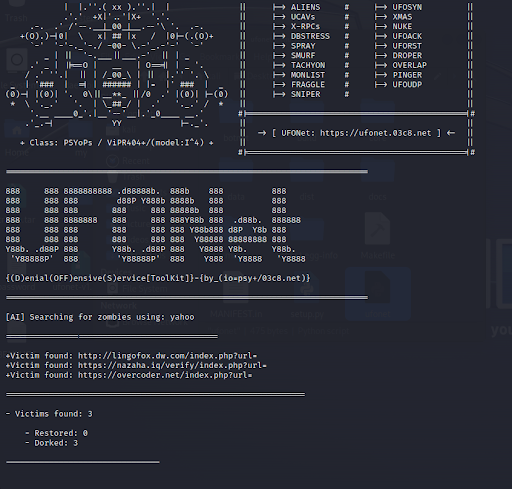 |-> ALIENS # |-> UFOSYN
|-> UCAVs # |-> XMAS
|-> X-RPCs # |-> NUKE
|-> DBSTRESS # |-> UFOACK
|-> SPRAY # |-> UFORST
|-> SMURF # |-> DROPER
|-> TACHYON # |-> OVERLAP
|-> MONLIST # |-> PINGER
|-> FRAGGLE # |-> UFOUDP
|-> SNIPER #
-> [ UFONet: https://ufonet.03c8.net ] <-
+ Class: PSYoPs / ViPR404+/(model:I^4) +
UFONet
{(D)enial(OFF)ensive(S)ervice[ToolKit]}-{by_(io=psy+/03c8.net)}
[AI] Searching for zombies using: yahoo
+Victim found: http://lingofox.dw.com/index.php?url=
+Victim found: https://nazaha.iq/verify/index.php?url=
+Victim found: https://overcoder.net/index.php?url=
- Victims found: 3
- Restored: 0
- Dorked: 3